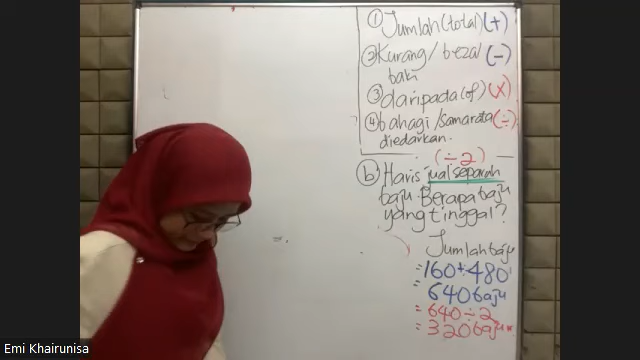 ① Jumlah (total) (+)
② Kurang / beza/ (-)
baki
③ daripada (of) (x)
④ bahagi /samarata (÷)
diedarkan.
(÷2)
ⓑ Haris jual separuh
baju. Berapa baju
yang tinggal?
Jumlah baju
= 160 + 480
= 640 baju
= 640 ÷ 2
= 320 baju
Emi Khairunisa